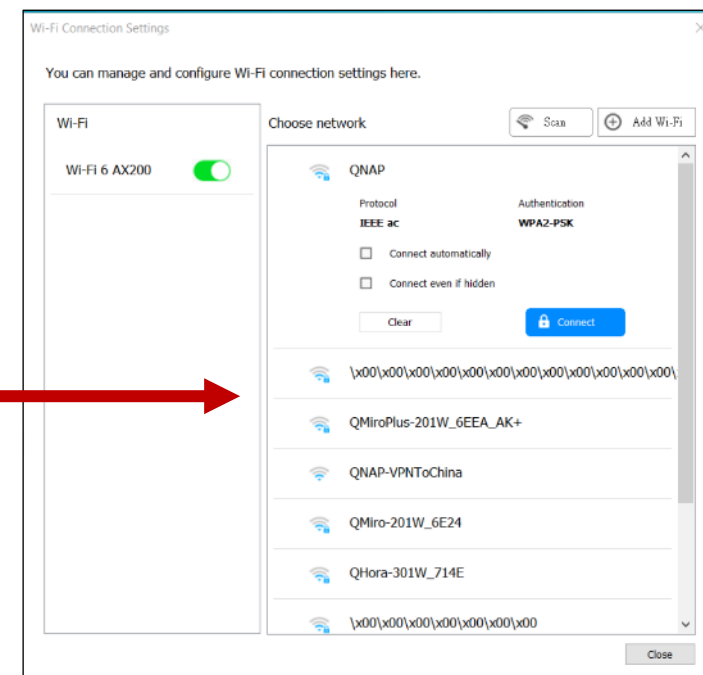 Wi-Fi Connection Settings
You can manage and configure Wi-Fi connection settings here.
Wi-Fi
Choose network
Scan
Add Wi-Fi
Wi-Fi 6 AX200
QNAP
Protocol Authentication
IEEE ac WPA2-PSK
Connect automatically
Connect even if hidden
Clear Connect
\x00\x00\x00\x00\x00\x00\x00\x00\x00\x00\x00\
QMiroPlus-201W_6EEA_AK+
QNAP-VPNToChina
QMiro-201W_6E24
QHora-301W_714E
\x00\x00\x00\x00\x00\x00\x00
Close